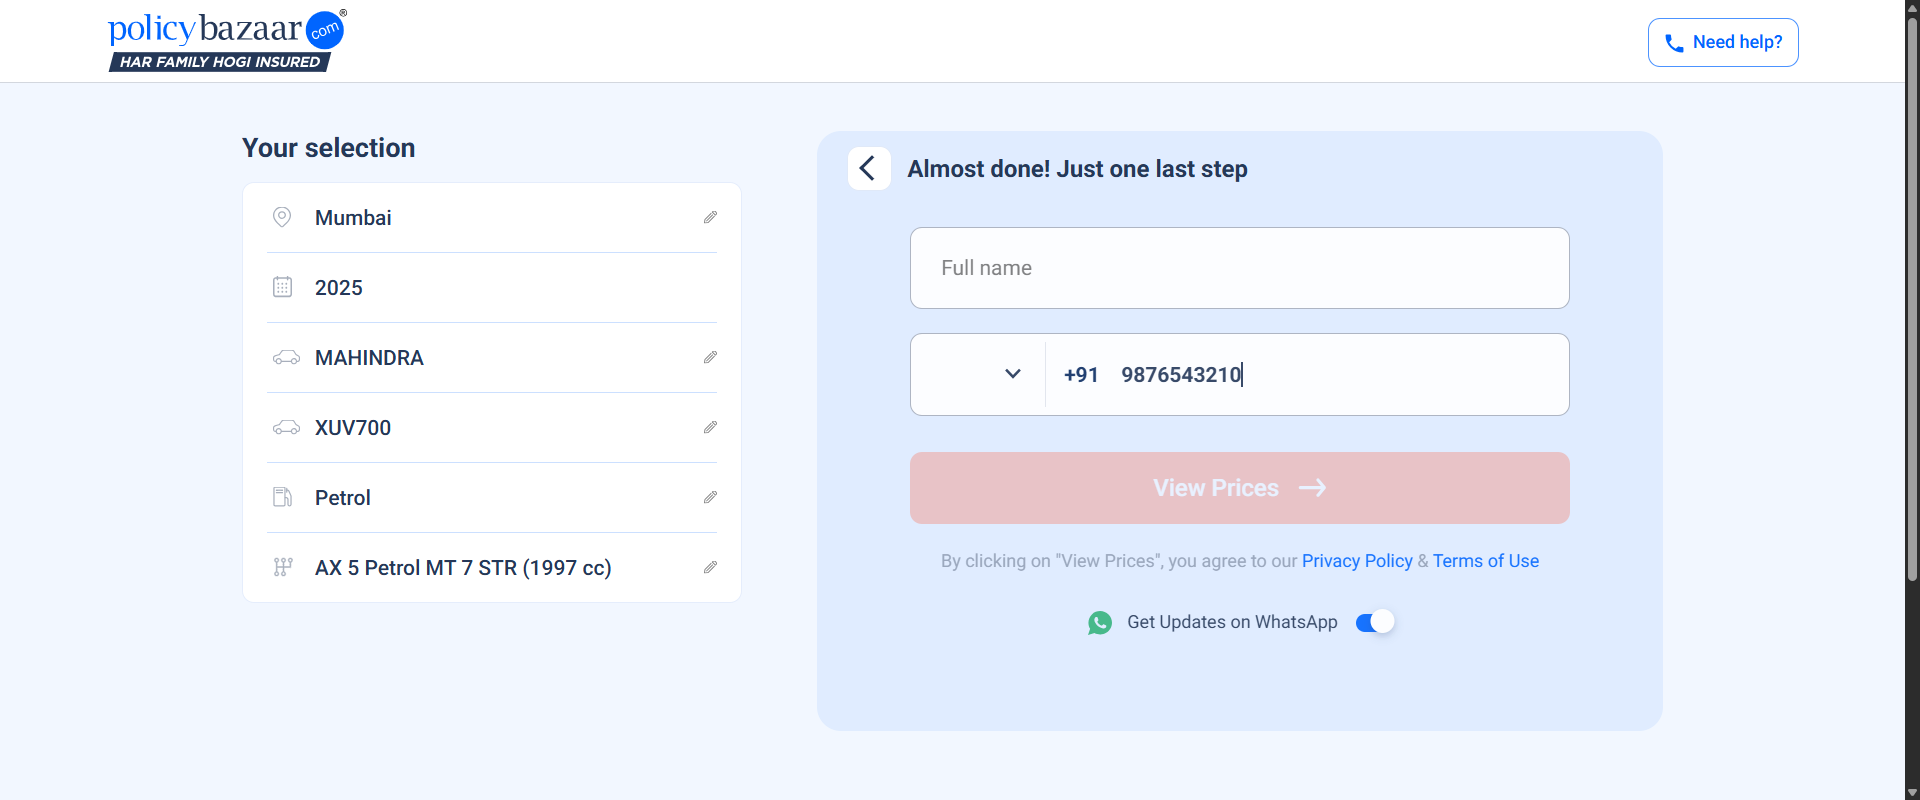 policybazaar.com®
HAR FAMILY HOGI INSURED
Need help?
Your selection
Mumbai
2025
MAHINDRA
XUV700
Petrol
AX 5 Petrol MT 7 STR (1997 cc)
Almost done! Just one last step
Full name
+91 9876543210
View Prices
By clicking on "View Prices", you agree to our Privacy Policy & Terms of Use
Get Updates on WhatsApp